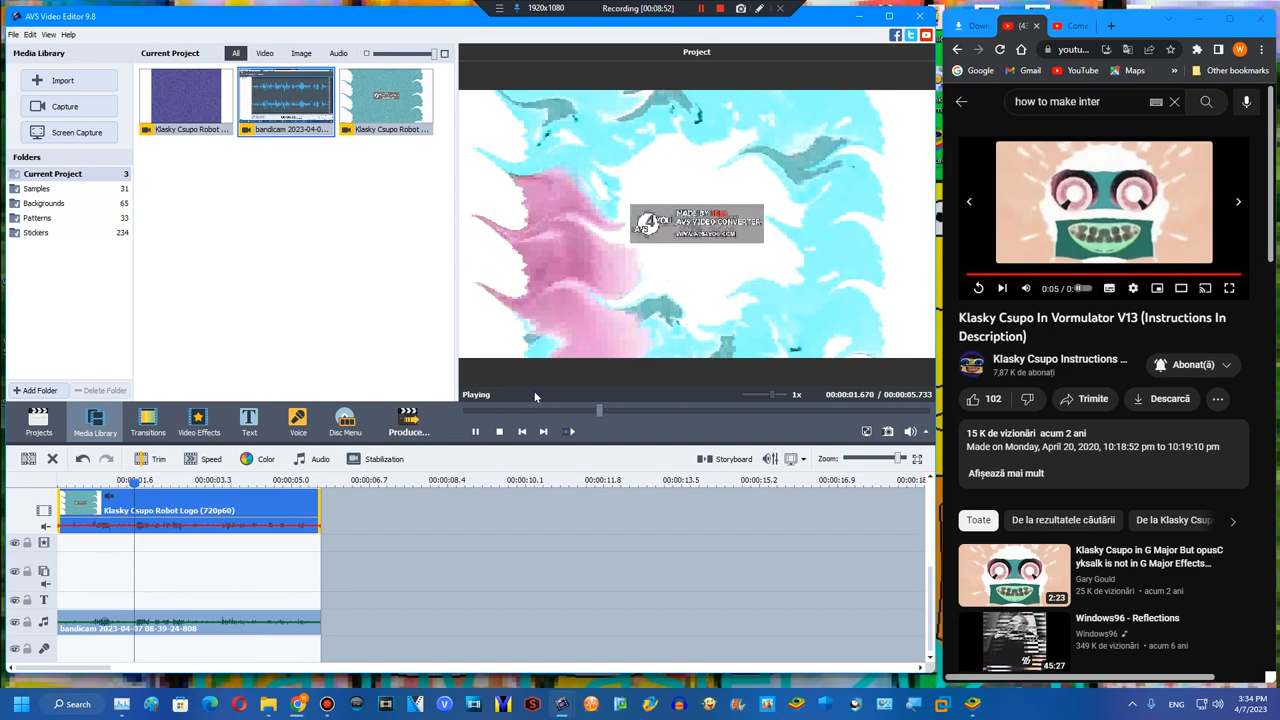 AVS Video Editor 9.8
1920x1080
Recording [00:08:52]
File Edit View Help
Media Library
Import
Capture
Screen Capture
Folders
Current Project 3
Samples 31
Backgrounds 65
Patterns 33
Stickers 234
Add Folder
Delete Folder
Current Project
All
Video
Image
Audio
Klasky Csupo Robot ...
bandicam 2023-04-0...
Klasky Csupo Robot ...
Project
AVS 4 YOU
MADE BY
AVS VIDEO CONVERTER
WWW.AVS4YOU.COM
Playing
1x
00:00:01.670 / 00:00:05.733
Projects
Media Library
Transitions
Video Effects
Text
Voice
Disc Menu
Produce...
Trim
Speed
Color
Audio
Stabilization
Storyboard
Zoom:
00:00:03.
00:00:05.0
00:00:06.7
00:00:08.4
00:00:10.1
00:00:11.8
00:00:13.5
00:00:15.2
00:00:16.9
Klasky Csupo Robot Logo (720p60)
bandicam 2023-04-07 08-39-24-808
Down
(4:
Come
youtu...
Google
Gmail
YouTube
Maps
Other bookmarks
how to make inter
0:05 / 0:
Klasky Csupo In Vormulator V13 (Instructions In
Description)
Klasky Csupo Instructions ...
7,87 K de abonați
Abonat(ă)
102
Trimite
Descarcă
15 K de vizionări acum 2 ani
Made on Monday, April 20, 2020, 10:18:52 pm to 10:19:10 pm
Afișează mai mult
Toate
De la rezultatele căutării
De la Klasky Csup
Klasky Csupo in G Major But opusC
yksalk is not in G Major Effects...
Gary Gould
25 K de vizionări • acum 2 ani
2:23
Windows96 - Reflections
Windows96
349 K de vizionări • acum 6 ani
45:27
Search
3:34 PM
4/7/2023